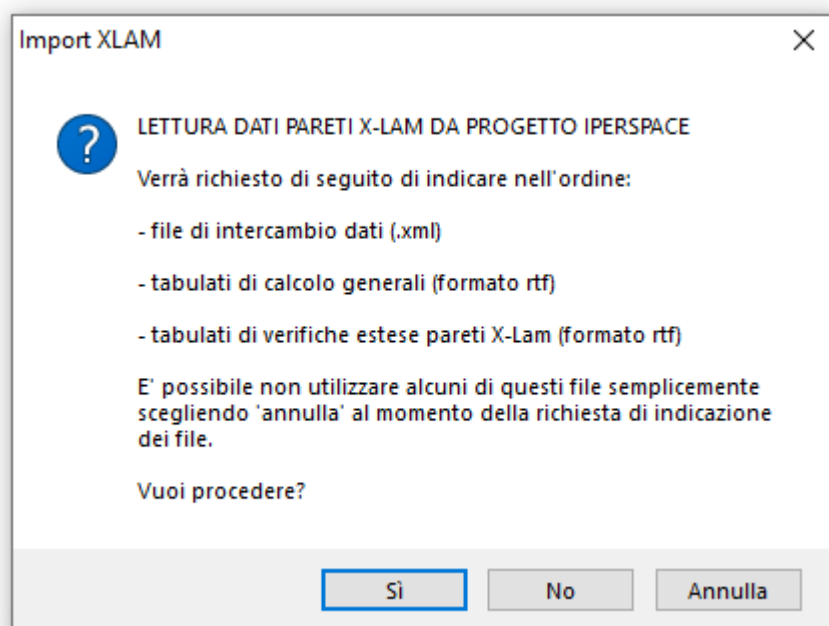 Import XLAM
LETTURA DATI PARETI X-LAM DA PROGETTO IPERSPACE
Verrà richiesto di seguito di indicare nell'ordine:
- file di intercambio dati (.xml)
- tabulati di calcolo generali (formato rtf)
- tabulati di verifiche estese pareti X-Lam (formato rtf)
E' possibile non utilizzare alcuni di questi file semplicemente
scegliendo 'annulla' al momento della richiesta di indicazione
dei file.
Vuoi procedere?
Sì
No
Annulla